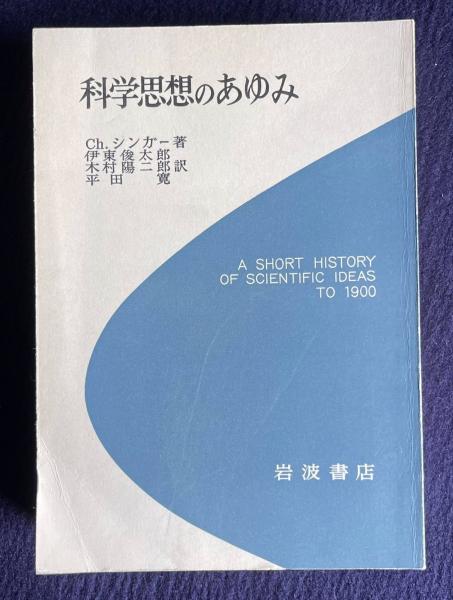 科学思想のあゆみ
Ch. シンガー著
伊東俊太郎
木村陽二郎訳
平田 寛
A SHORT HISTORY
OF SCIENTIFIC IDEAS
TO 1900
岩波書店